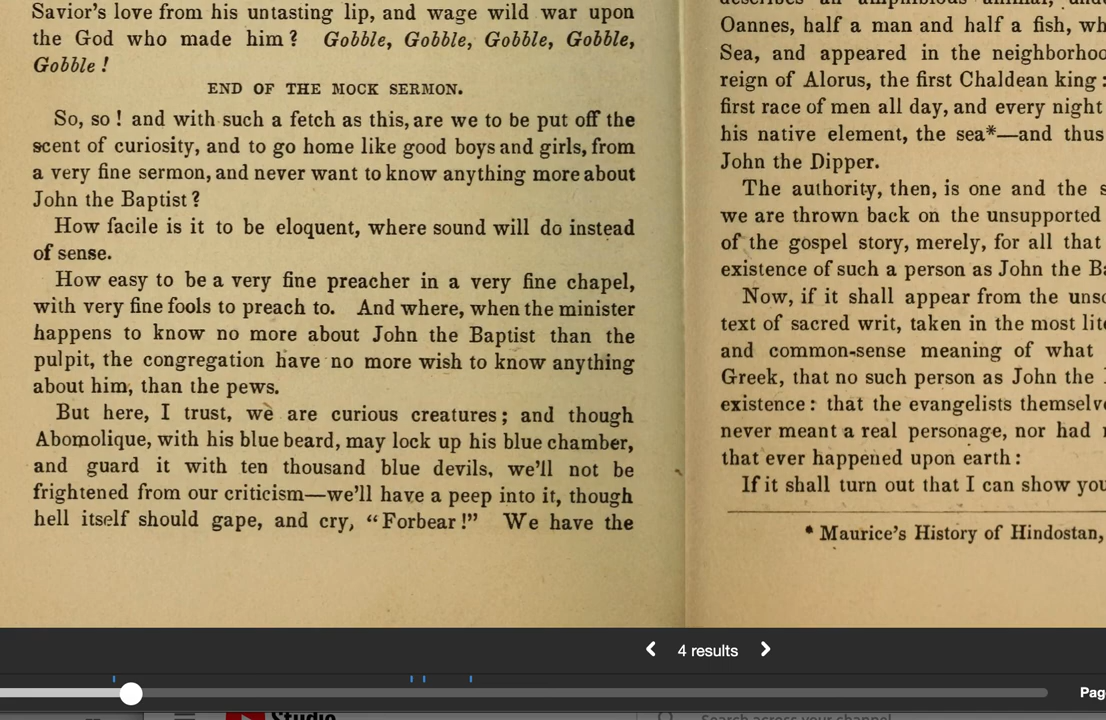 Savior's love from his untasting lip, and wage wild war upon
the God who made him? Gobble, Gobble, Gobble, Gobble,
Gobble!
END OF THE MOCK SERMON.
So, so! and with such a fetch as this, are we to be put off the
scent of curiosity, and to go home like good boys and girls, from
a very fine sermon, and never want to know anything more about
John the Baptist?
How facile is it to be eloquent, where sound will do instead
of sense.
How easy to be a very fine preacher in a very fine chapel,
with very fine fools to preach to. And where, when the minister
happens to know no more about John the Baptist than the
pulpit, the congregation have no more wish to know anything
about him, than the pews.
But here, I trust, we are curious creatures; and though
Abomolique, with his blue beard, may lock up his blue chamber,
and guard it with ten thousand blue devils, we'll not be
frightened from our criticism—we'll have a peep into it, though
hell itself should gape, and cry, "Forbear!" We have the
describes an amphibious animal,
Oannes, half a man and half a fish, wh
Sea, and appeared in the neighborhoo
reign of Alorus, the first Chaldean king:
first race of men all day, and every night
his native element, the sea*—and thus
John the Dipper.
The authority, then, is one and the s
we are thrown back on the unsupported
of the gospel story, merely, for all that
existence of such a person as John the Ba
Now, if it shall appear from the unso
text of sacred writ, taken in the most lite
and common-sense meaning of what
Greek, that no such person as John the
existence: that the evangelists themselv
never meant a real personage, nor had
that ever happened upon earth:
If it shall turn out that I can show you
* Maurice's History of Hindostan,
4 results
Pag
Studio
Search across your channel